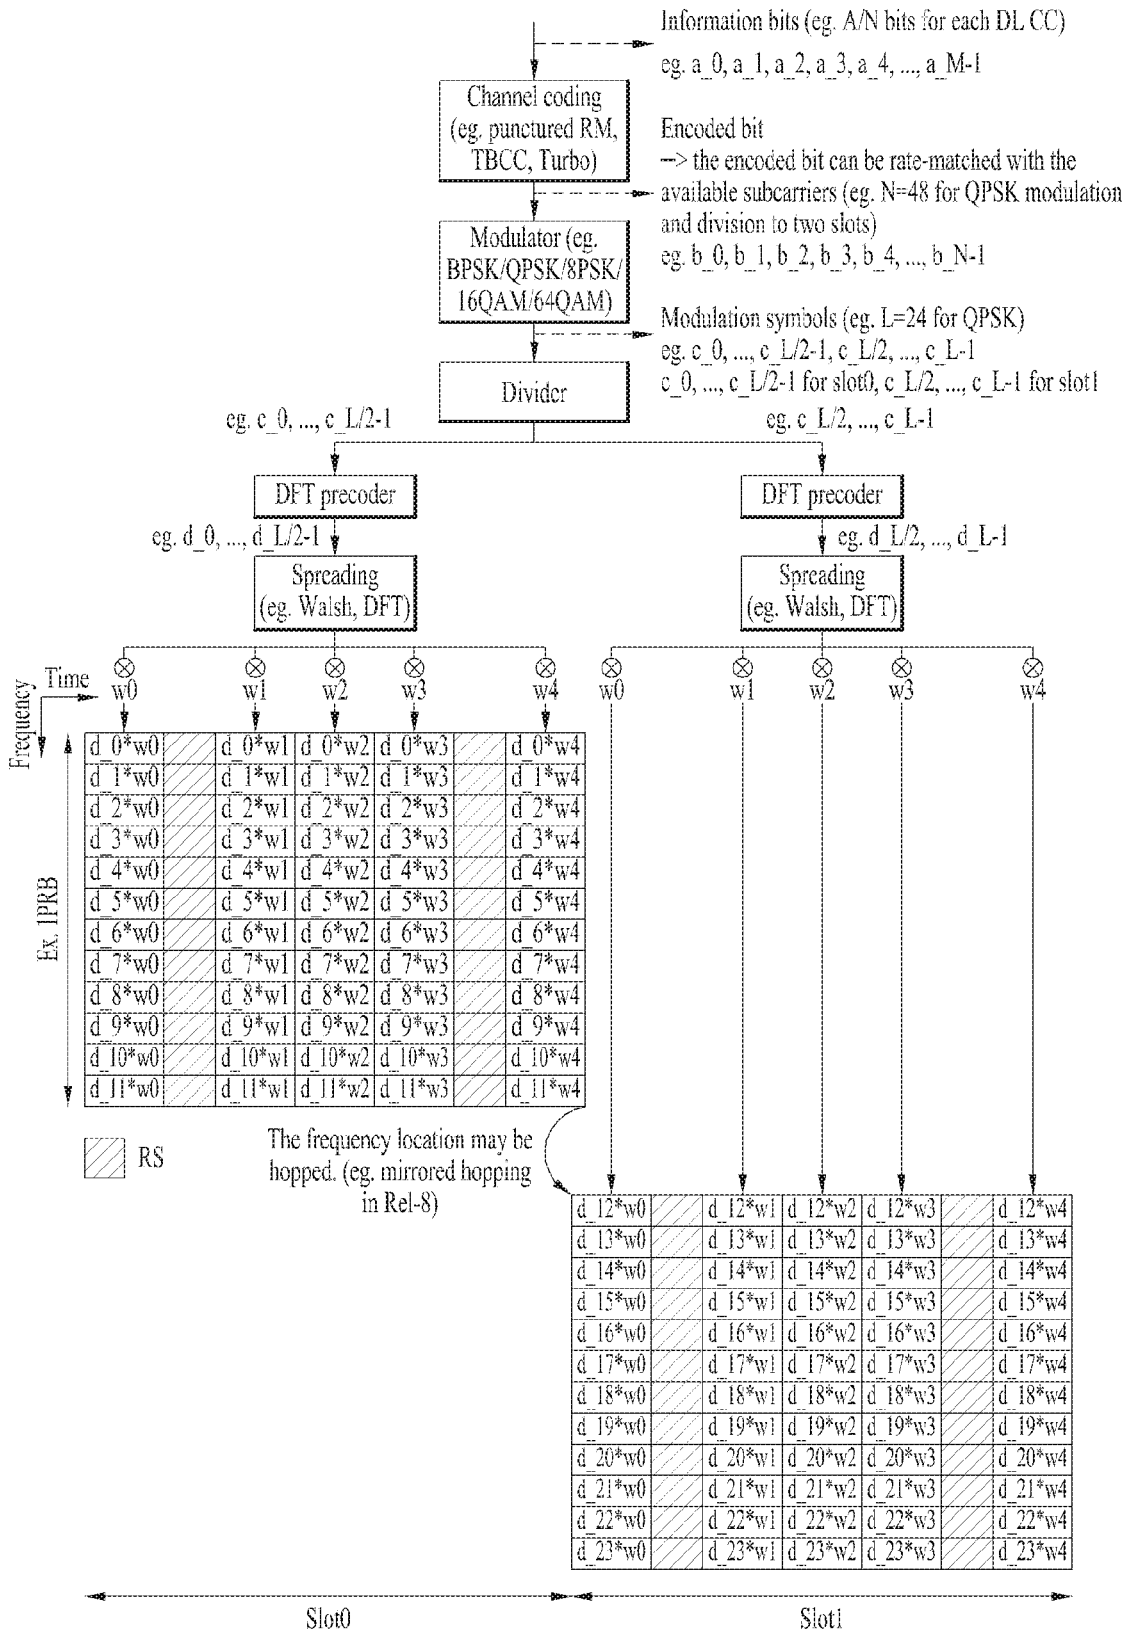 Information bits (eg. A/N bits for each DL CC)
eg. a_0, a_1, a_2, a_3, a_4, ..., a_M-1
Channel coding
(eg. punctured RM,
TBCC, Turbo)
Encoded bit
--> the encoded bit can be rate-matched with the
available subcarriers (eg. N=48 for QPSK modulation
and division to two slots)
eg. b_0, b_1, b_2, b_3, b_4, ..., b_N-1
Modulator (eg.
BPSK/QPSK/8PSK/
16QAM/64QAM)
Modulation symbols (eg. L=24 for QPSK)
eg. c_0, ..., c_L/2-1, c_L/2, ..., c_L-1
c_0, ..., c_L/2-1 for slot0, c_L/2, ..., c_L-1 for slot1
Divider
eg. c_0, ..., c_L/2-1
eg. c_L/2, ..., c_L-1
DFT precoder
DFT precoder
eg. d_0, ..., d_L/2-1
eg. d_L/2, ..., d_L-1
Spreading
(eg. Walsh, DFT)
Spreading
(eg. Walsh, DFT)
Time
Frequency
w0 w1 w2 w3 w4
w0 w1 w2 w3 w4
Ex. 1PRB
d_0*w0 d_0*w1 d_0*w2 d_0*w3 d_0*w4
d_1*w0 d_1*w1 d_1*w2 d_1*w3 d_1*w4
d_2*w0 d_2*w1 d_2*w2 d_2*w3 d_2*w4
d_3*w0 d_3*w1 d_3*w2 d_3*w3 d_3*w4
d_4*w0 d_4*w1 d_4*w2 d_4*w3 d_4*w4
d_5*w0 d_5*w1 d_5*w2 d_5*w3 d_5*w4
d_6*w0 d_6*w1 d_6*w2 d_6*w3 d_6*w4
d_7*w0 d_7*w1 d_7*w2 d_7*w3 d_7*w4
d_8*w0 d_8*w1 d_8*w2 d_8*w3 d_8*w4
d_9*w0 d_9*w1 d_9*w2 d_9*w3 d_9*w4
d_10*w0 d_10*w1 d_10*w2 d_10*w3 d_10*w4
d_11*w0 d_11*w1 d_11*w2 d_11*w3 d_11*w4
RS
The frequency location may be
hopped. (eg. mirrored hopping
in Rel-8)
d_12*w0 d_12*w1 d_12*w2 d_12*w3 d_12*w4
d_13*w0 d_13*w1 d_13*w2 d_13*w3 d_13*w4
d_14*w0 d_14*w1 d_14*w2 d_14*w3 d_14*w4
d_15*w0 d_15*w1 d_15*w2 d_15*w3 d_15*w4
d_16*w0 d_16*w1 d_16*w2 d_16*w3 d_16*w4
d_17*w0 d_17*w1 d_17*w2 d_17*w3 d_17*w4
d_18*w0 d_18*w1 d_18*w2 d_18*w3 d_18*w4
d_19*w0 d_19*w1 d_19*w2 d_19*w3 d_19*w4
d_20*w0 d_20*w1 d_20*w2 d_20*w3 d_20*w4
d_21*w0 d_21*w1 d_21*w2 d_21*w3 d_21*w4
d_22*w0 d_22*w1 d_22*w2 d_22*w3 d_22*w4
d_23*w0 d_23*w1 d_23*w2 d_23*w3 d_23*w4
Slot0
Slot1